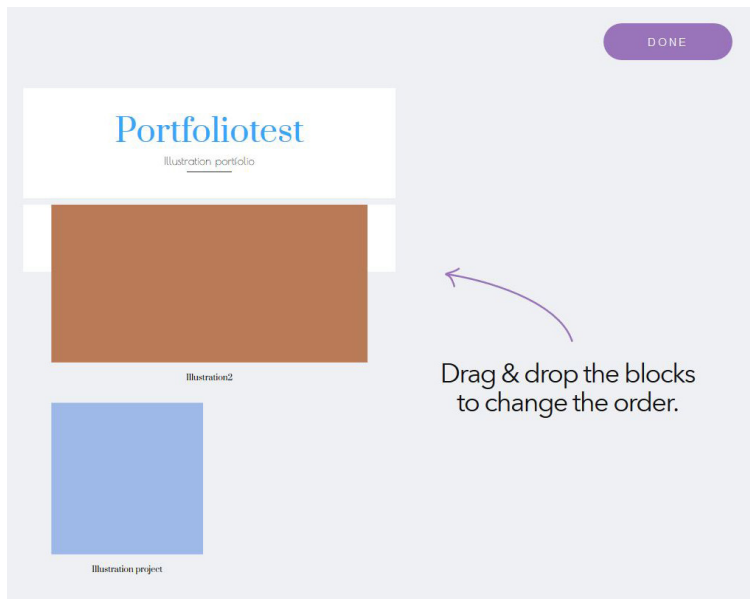 DONE
Portfoliotest
Illustration portfolio
Illustration2
Drag & drop the blocks
to change the order.
Illustration project